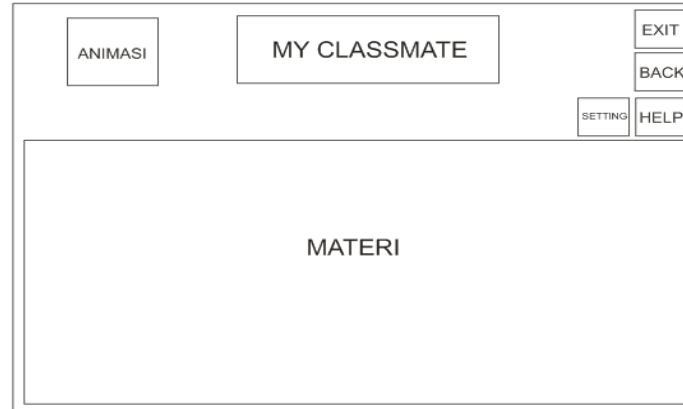 ANIMASI
MY CLASSMATE
EXIT
BACK
SETTING
HELP
MATERI